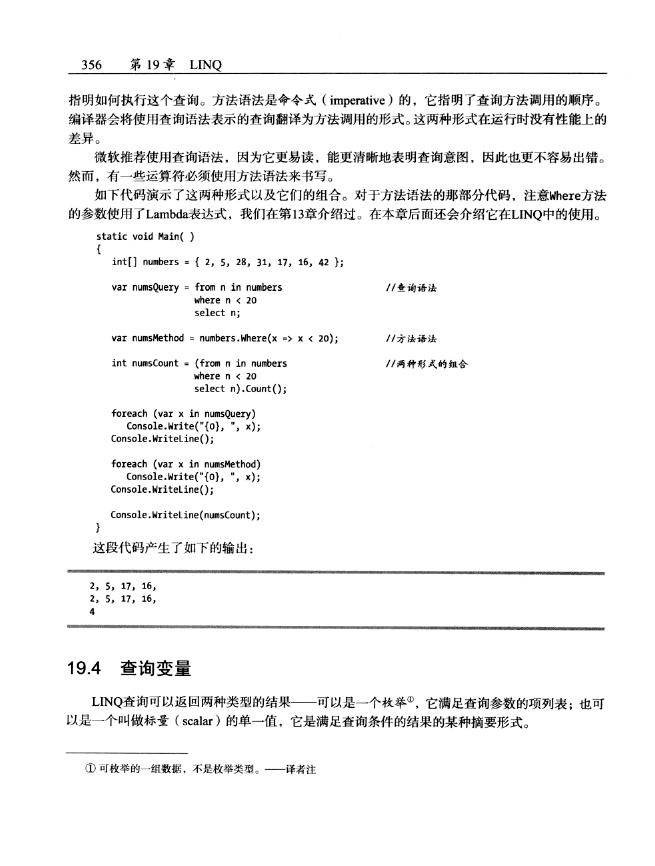 356 第 19 章 LINQ
指明如何执行这个查询。方法语法是命令式（imperative）的，它指明了查询方法调用的顺序。
编译器会将使用查询语法表示的查询翻译为方法调用的形式。这两种形式在运行时没有性能上的
差异。
微软推荐使用查询语法，因为它更易读，能更清晰地表明查询意图，因此也更不容易出错。
然而，有一些运算符必须使用方法语法来书写。
如下代码演示了这两种形式以及它们的组合。对于方法语法的那部分代码，注意Where方法
的参数使用了Lambda表达式，我们在第13章介绍过。在本章后面还会介绍它在LINQ中的使用。
static void Main( )
{
int[] numbers = { 2, 5, 28, 31, 17, 16, 42 };
var numsQuery = from n in numbers //查询语法
where n < 20
select n;
var numsMethod = numbers.Where(x => x < 20); //方法语法
int numsCount = (from n in numbers //两种形式的组合
where n < 20
select n).Count();
foreach (var x in numsQuery)
Console.Write("{0}, ", x);
Console.WriteLine();
foreach (var x in numsMethod)
Console.Write("{0}, ", x);
Console.WriteLine();
Console.WriteLine(numsCount);
}
这段代码产生了如下的输出：
2, 5, 17, 16,
2, 5, 17, 16,
4
19.4 查询变量
LINQ查询可以返回两种类型的结果——可以是一个枚举①，它满足查询参数的项列表；也可
以是一个叫做标量（scalar）的单一值，它是满足查询条件的结果的某种摘要形式。
① 可枚举的一组数据，不是枚举类型。——译者注